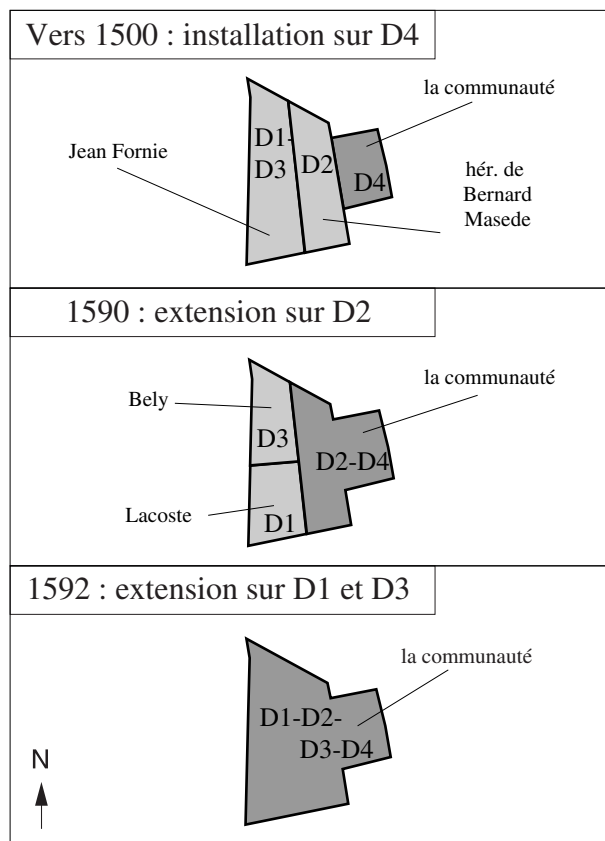 Vers 1500 : installation sur D4
la communauté
Jean Fornie
D1-
D3
D2
D4
hér. de
Bernard
Masede
1590 : extension sur D2
la communauté
Bely
D3
D2-D4
Lacoste
D1
1592 : extension sur D1 et D3
la communauté
D1-D2-
D3-D4
N